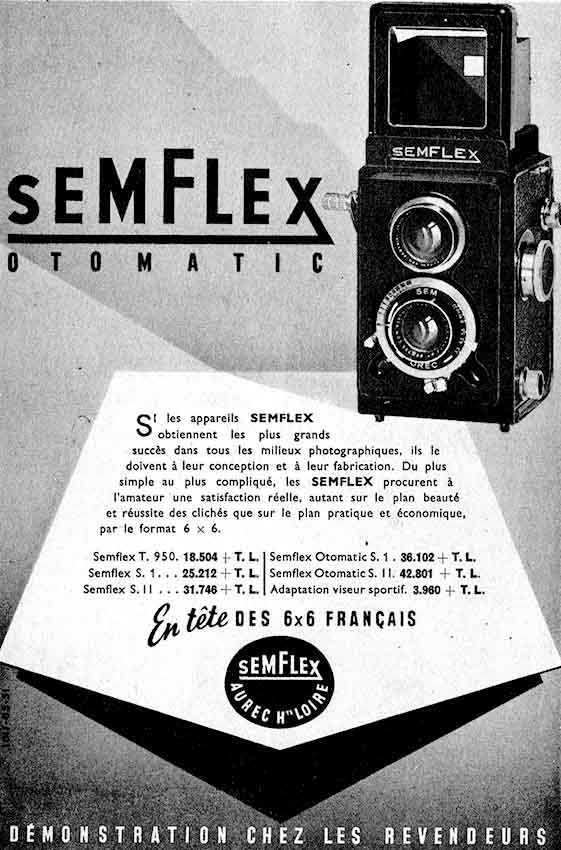 SEMFLEX
SEMFLEX
OTOMATIC
SEM
OREC
Si les appareils SEMFLEX
obtiennent les plus grands
succès dans tous les milieux photographiques, ils le
doivent à leur conception et à leur fabrication. Du plus
simple au plus compliqué, les SEMFLEX procurent à
l'amateur une satisfaction réelle, autant sur le plan beauté
et réussite des clichés que sur le plan pratique et économique,
par le format 6 × 6.
Semflex T. 950. 18.504 + T. L.
Semflex S. 1 . . . 25.212 + T. L.
Semflex S. II . . . 31.746 + T. L.
Semflex Otomatic S. 1 . 36.102 + T. L.
Semflex Otomatic S. II. 42.801 + T. L.
Adaptation viseur sportif. 3.960 + T. L.
En tête DES 6x6 FRANÇAIS
SEMFLEX
AUREC Hte LOIRE
DÉMONSTRATION CHEZ LES REVENDEURS